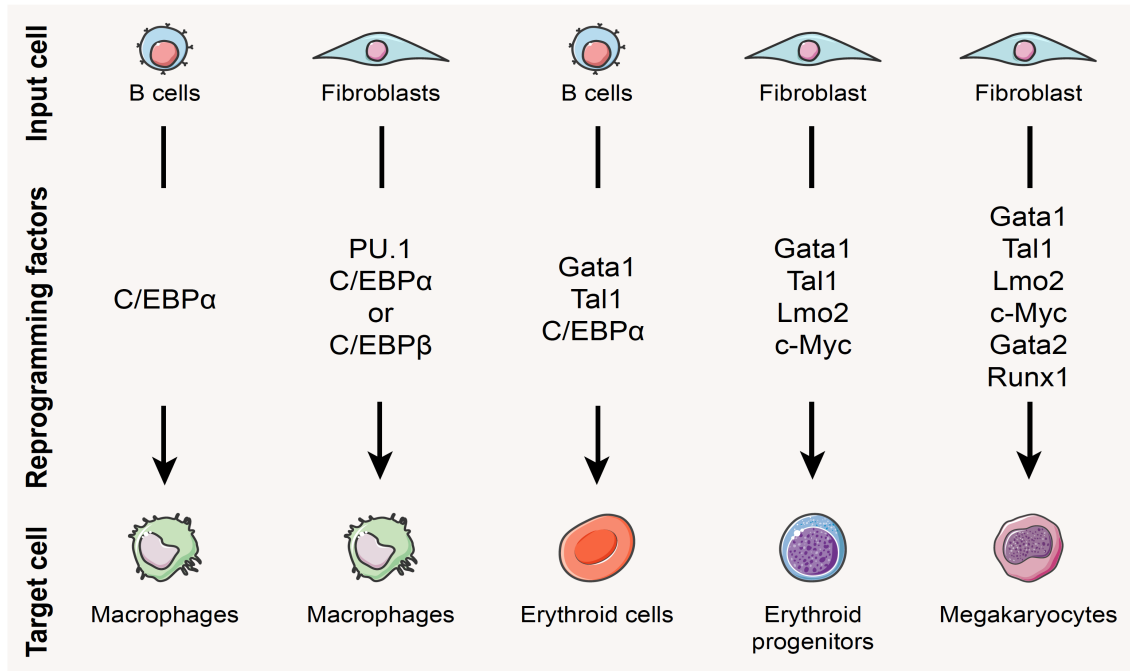 Input cell
B cells
Fibroblasts
B cells
Fibroblast
Fibroblast
Reprogramming factors
C/EBPα
PU.1
C/EBPα
or
C/EBPβ
Gata1
Tal1
C/EBPα
Gata1
Tal1
Lmo2
c-Myc
Gata1
Tal1
Lmo2
c-Myc
Gata2
Runx1
Target cell
Macrophages
Macrophages
Erythroid cells
Erythroid
progenitors
Megakaryocytes